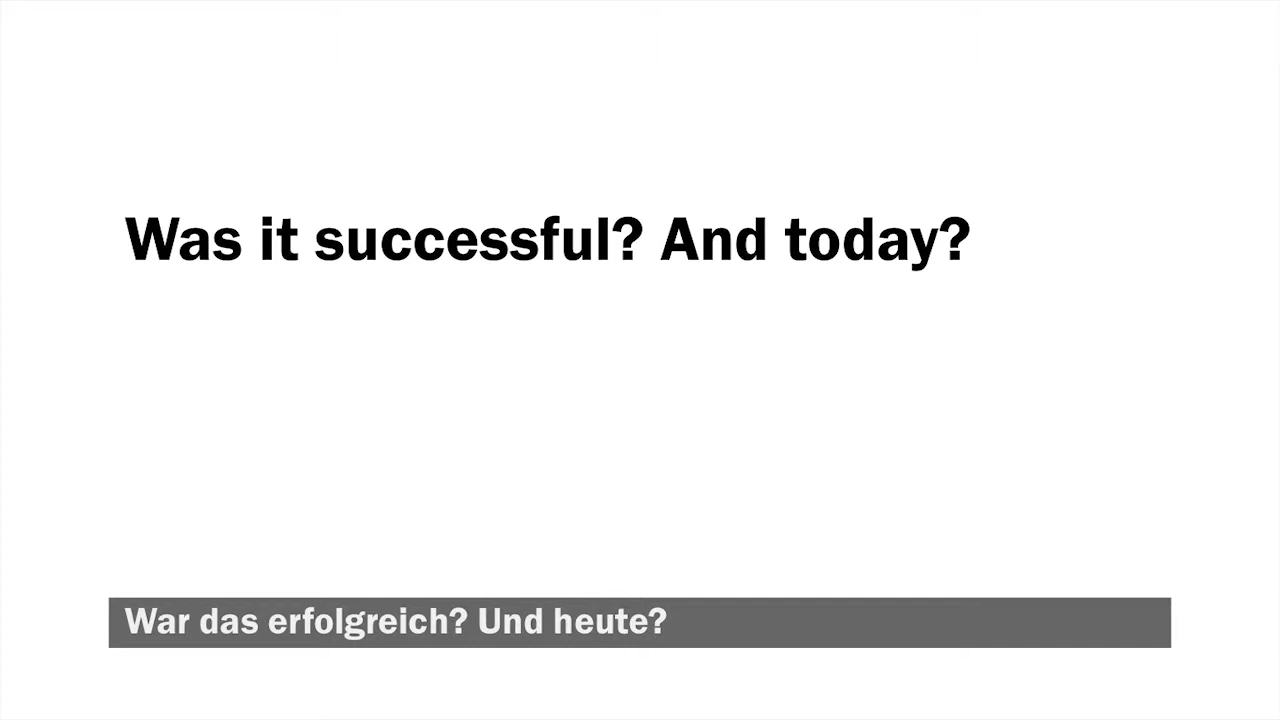 Was it successful? And today?
War das erfolgreich? Und heute?